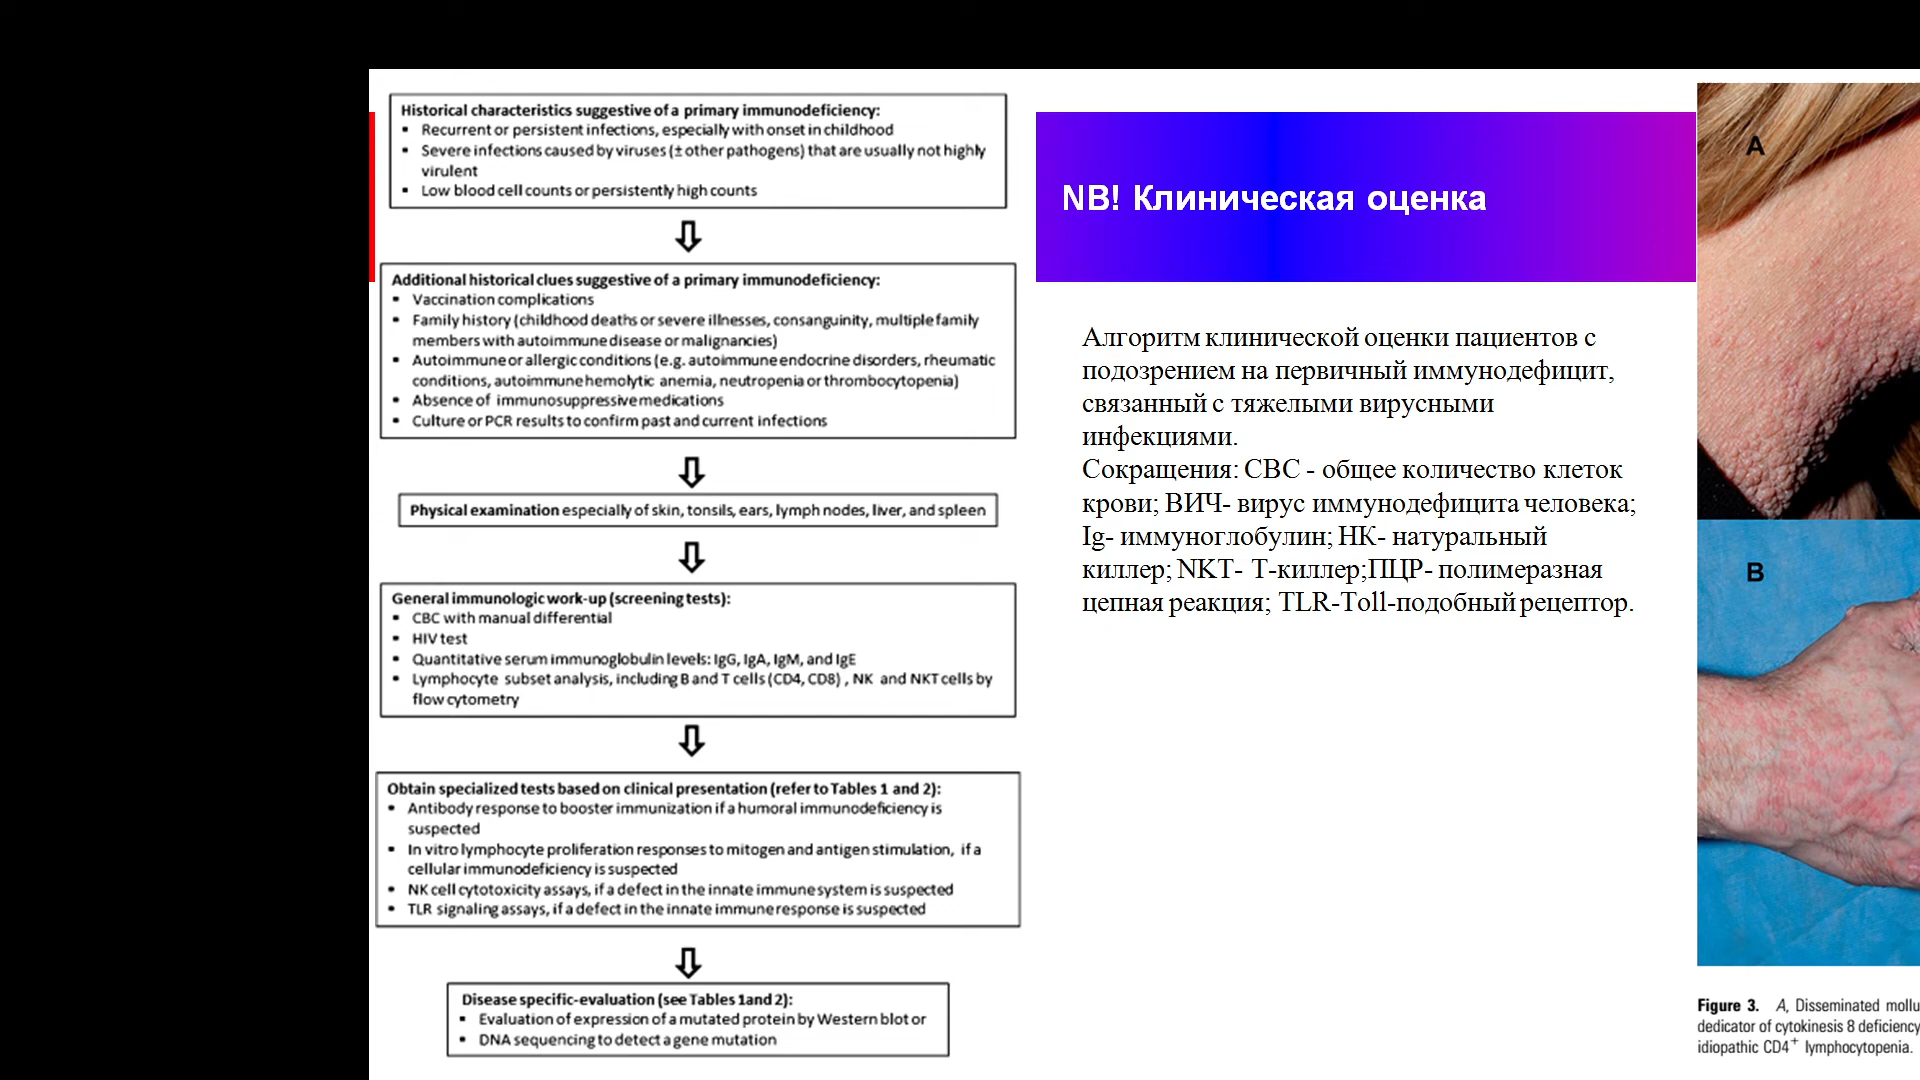 Historical characteristics suggestive of a primary immunodeficiency:
▪ Recurrent or persistent infections, especially with onset in childhood
▪ Severe infections caused by viruses (± other pathogens) that are usually not highly
virulent
▪ Low blood cell counts or persistently high counts
Additional historical clues suggestive of a primary immunodeficiency:
▪ Vaccination complications
▪ Family history (childhood deaths or severe illnesses, consanguinity, multiple family
members with autoimmune disease or malignancies)
▪ Autoimmune or allergic conditions (e.g. autoimmune endocrine disorders, rheumatic
conditions, autoimmune hemolytic anemia, neutropenia or thrombocytopenia)
▪ Absence of immunosuppressive medications
▪ Culture or PCR results to confirm past and current infections
Physical examination especially of skin, tonsils, ears, lymph nodes, liver, and spleen
General immunologic work-up (screening tests):
▪ CBC with manual differential
▪ HIV test
▪ Quantitative serum immunoglobulin levels: IgG, IgA, IgM, and IgE
▪ Lymphocyte subset analysis, including B and T cells (CD4, CD8) , NK and NKT cells by
flow cytometry
Obtain specialized tests based on clinical presentation (refer to Tables 1 and 2):
▪ Antibody response to booster immunization if a humoral immunodeficiency is
suspected
▪ In vitro lymphocyte proliferation responses to mitogen and antigen stimulation, if a
cellular immunodeficiency is suspected
▪ NK cell cytotoxicity assays, if a defect in the innate immune system is suspected
▪ TLR signaling assays, if a defect in the innate immune response is suspected
Disease specific-evaluation (see Tables 1and 2):
▪ Evaluation of expression of a mutated protein by Western blot or
▪ DNA sequencing to detect a gene mutation
NB! Клиническая оценка
Алгоритм клинической оценки пациентов с
подозрением на первичный иммунодефицит,
связанный с тяжелыми вирусными
инфекциями.
Сокращения: CBC - общее количество клеток
крови; ВИЧ- вирус иммунодефицита человека;
Ig- иммуноглобулин; НК- натуральный
киллер; NKT- Т-киллер;ПЦР- полимеразная
цепная реакция; TLR-Toll-подобный рецептор.
A
B
Figure 3. A, Disseminated mollu
dedicator of cytokinesis 8 deficiency
idiopathic CD4+ lymphocytopenia.